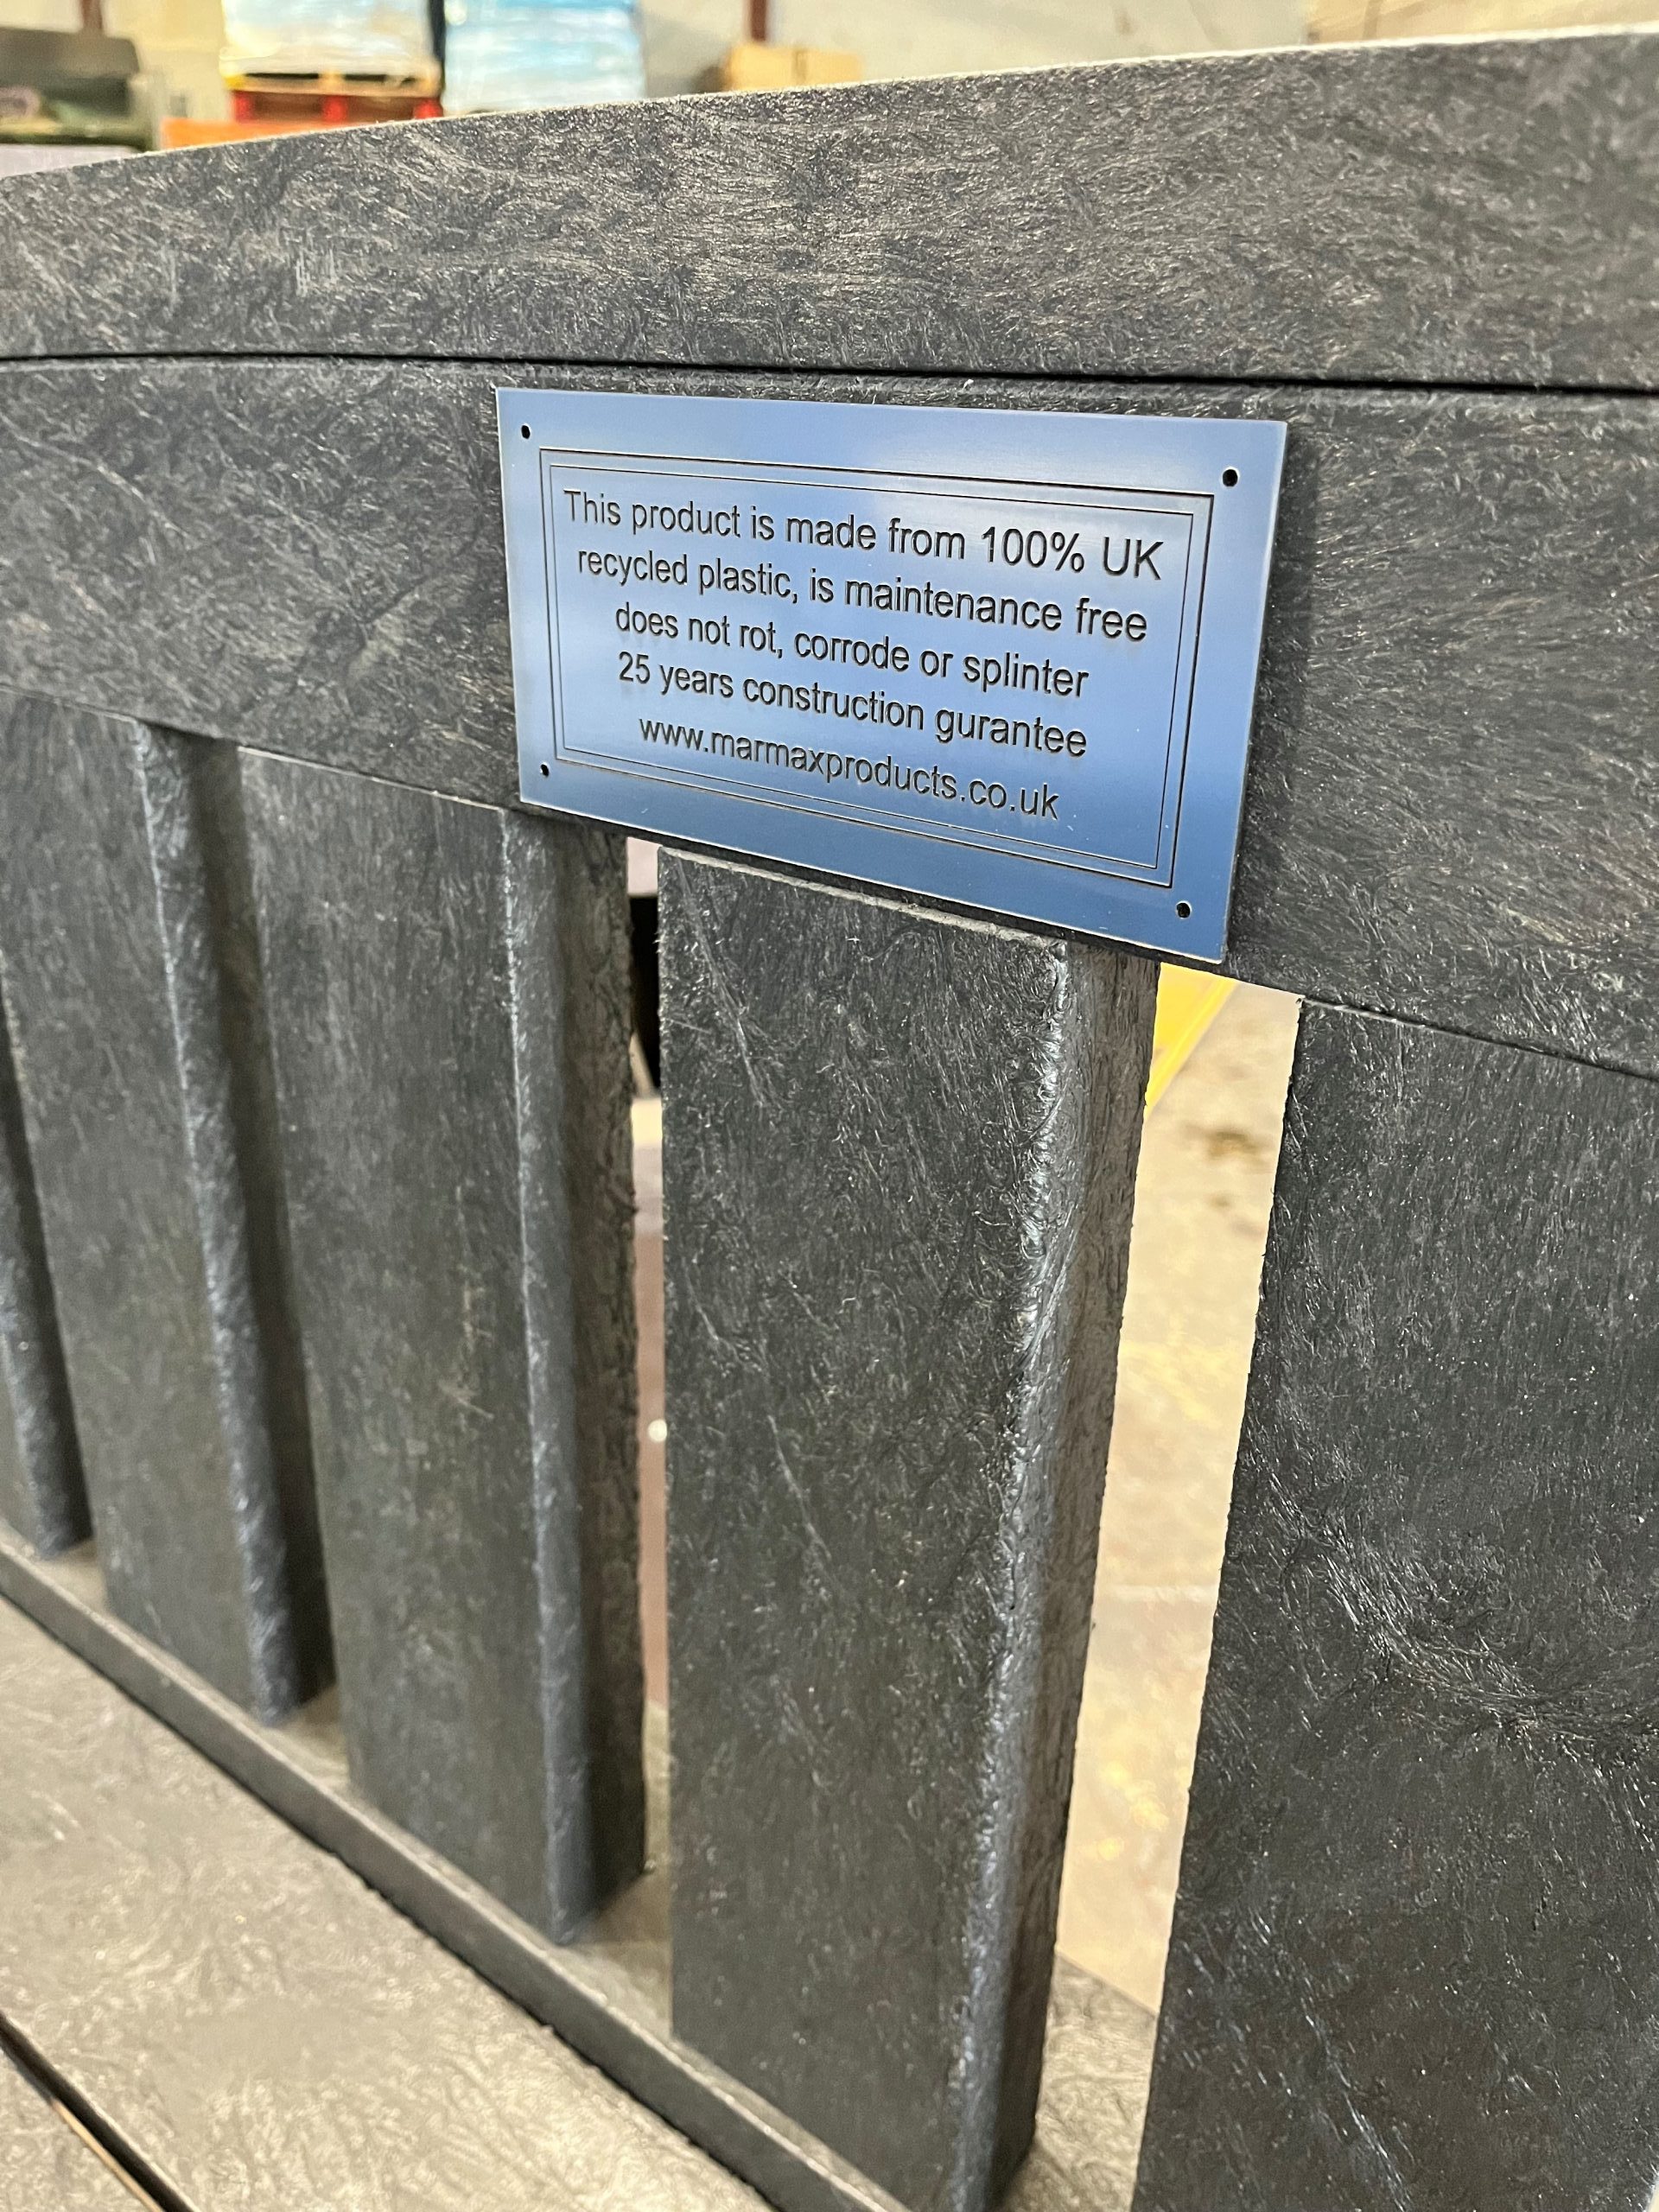 This product is made from 100% UK
recycled plastic, is maintenance free
does not rot, corrode or splinter
25 years construction gurantee
www.marmaxproducts.co.uk